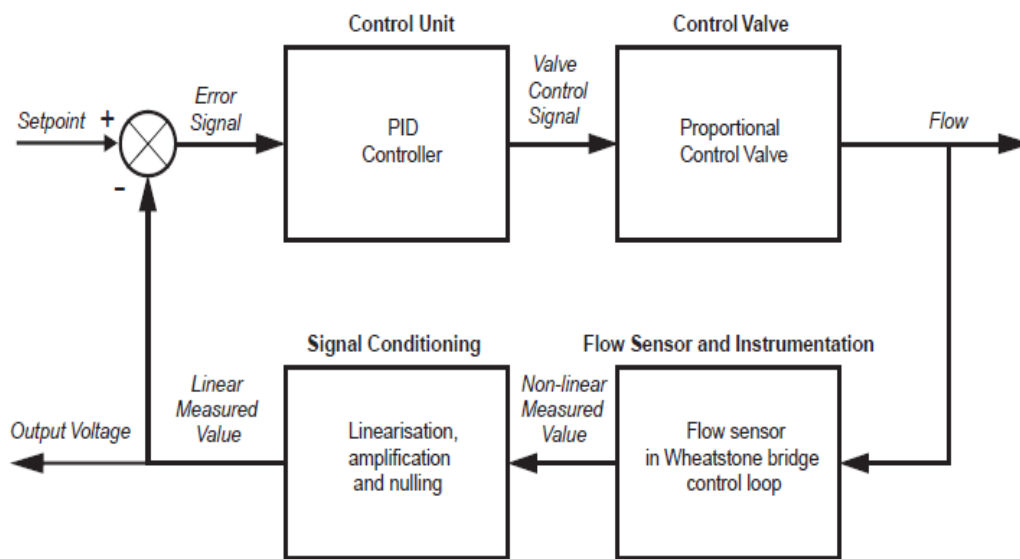 Control Unit
Control Valve
Setpoint
+
-
Error
Signal
PID
Controller
Valve
Control
Signal
Proportional
Control Valve
Flow
Signal Conditioning
Flow Sensor and Instrumentation
Output Voltage
Linear
Measured
Value
Linearisation,
amplification
and nulling
Non-linear
Measured
Value
Flow sensor
in Wheatstone bridge
control loop